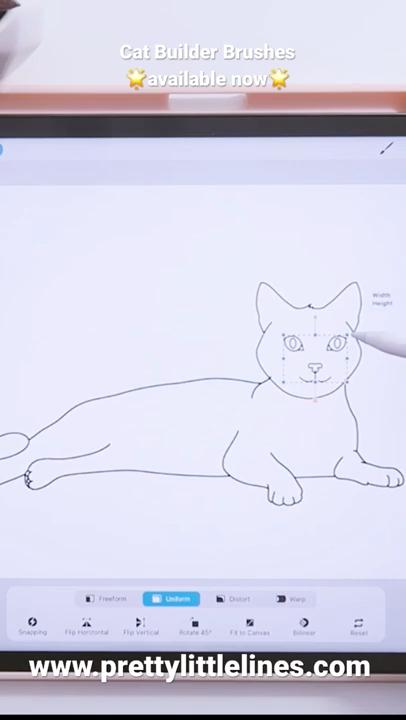 Cat Builder Brushes
🌟available now🌟
Width
Height
Freeform
Uniform
Distort
Warp
Snapping
Flip Horizontal
Flip Vertical
Rotate 45°
Fit to Canvas
Bilinear
Reset
www.prettylittlelines.com